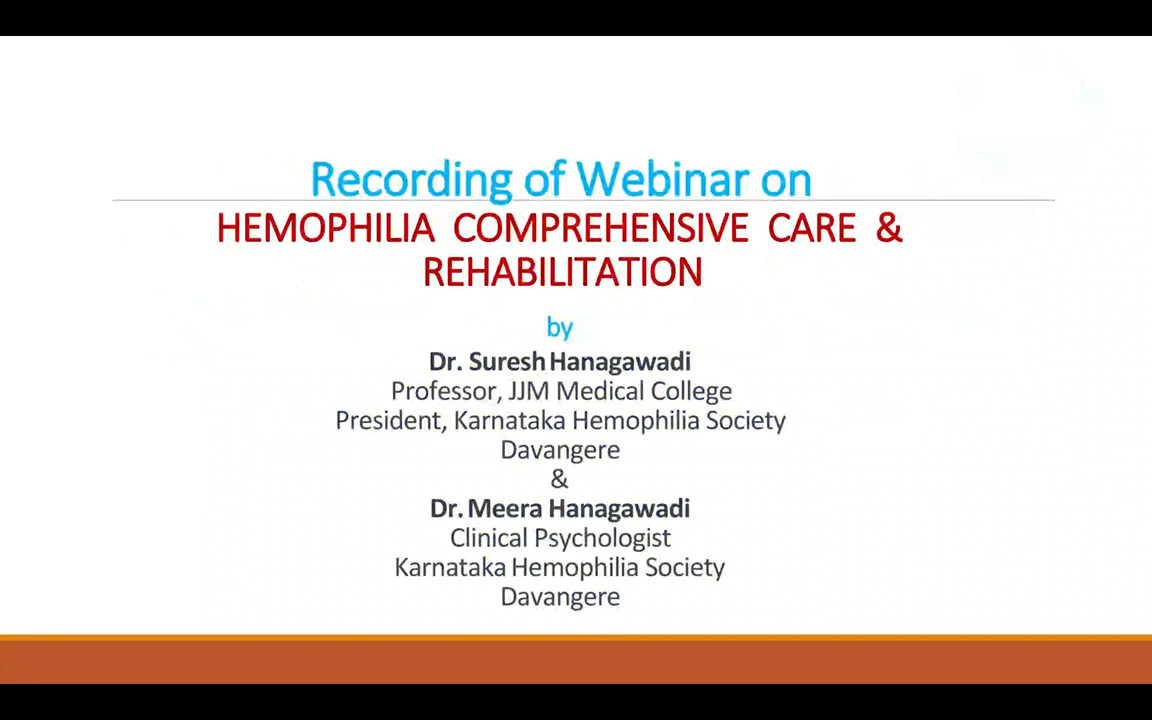 Recording of Webinar on
HEMOPHILIA COMPREHENSIVE CARE &
REHABILITATION
by
Dr. Suresh Hanagawadi
Professor, JJM Medical College
President, Karnataka Hemophilia Society
Davangere
&
Dr. Meera Hanagawadi
Clinical Psychologist
Karnataka Hemophilia Society
Davangere